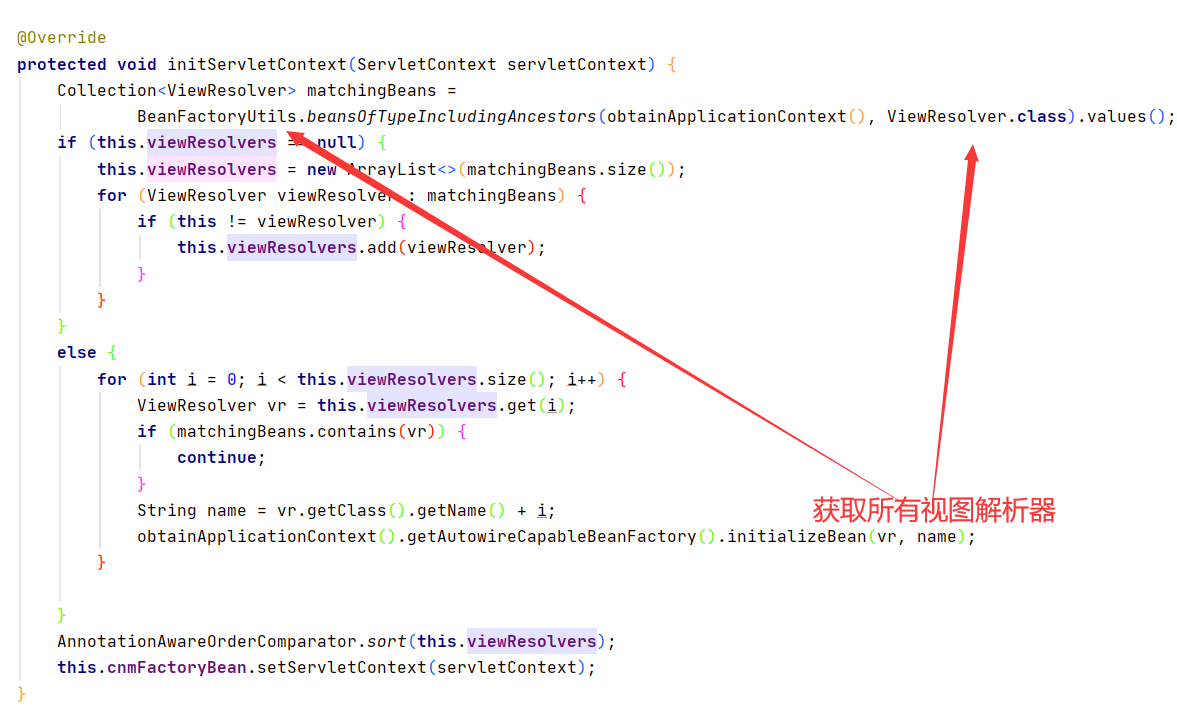 @Override
protected void initServletContext(ServletContext servletContext) {
Collection<ViewResolver> matchingBeans =
BeanFactoryUtils.beansOfTypeIncludingAncestors(obtainApplicationContext(), ViewResolver.class).values();
if (this.viewResolvers == null) {
this.viewResolvers = new ArrayList<>(matchingBeans.size());
for (ViewResolver viewResolver : matchingBeans) {
if (this != viewResolver) {
this.viewResolvers.add(viewResolver);
}
}
}
else {
for (int i = 0; i < this.viewResolvers.size(); i++) {
ViewResolver vr = this.viewResolvers.get(i);
if (matchingBeans.contains(vr)) {
continue;
}
String name = vr.getClass().getName() + i;
获取所有视图解析器
obtainApplicationContext().getAutowireCapableBeanFactory().initializeBean(vr, name);
}
}
AnnotationAwareOrderComparator.sort(this.viewResolvers);
this.cnmFactoryBean.setServletContext(servletContext);
}